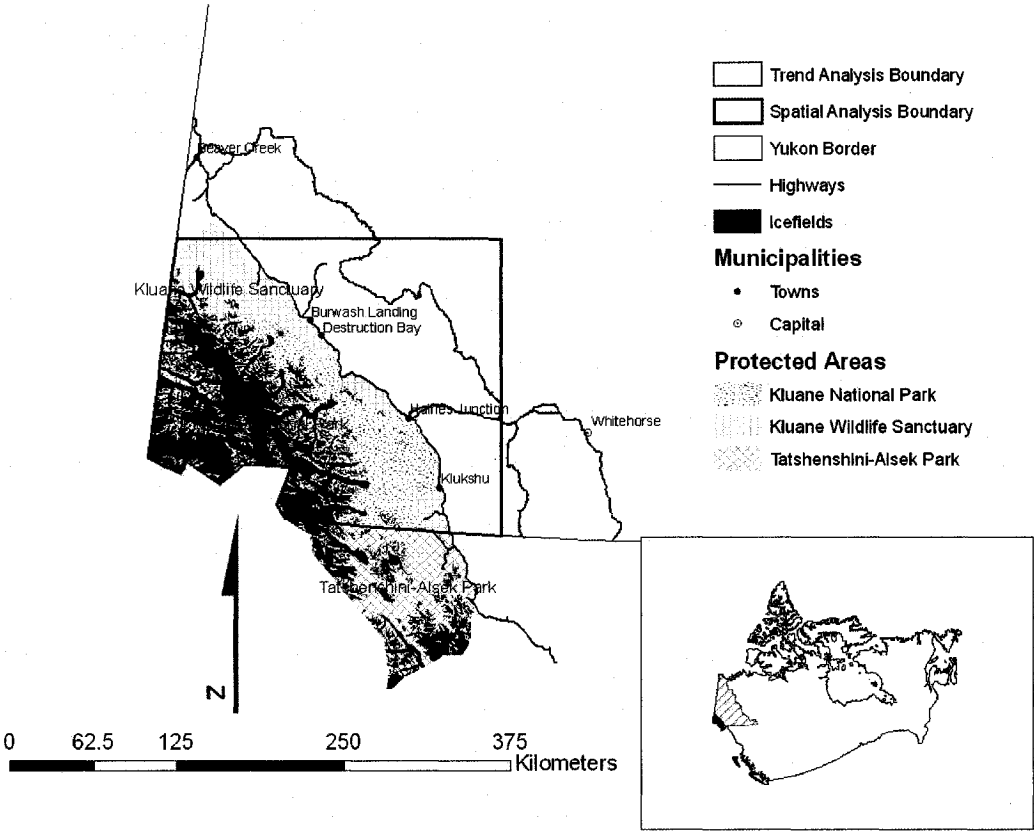 Trend Analysis Boundary
Spatial Analysis Boundary
Yukon Border
Highways
Icefields
Municipalities
Towns
Capital
Protected Areas
Kluane National Park
Kluane Wildlife Sanctuary
Tatshenshini-Alsek Park
Beaver Creek
Kluane Wildlife Sanctuary
Burwash Landing
Destruction Bay
Haines Junction
Whitehorse
Klukshu
Tatshenshini-Alsek Park
N
0 62.5 125 250 375
Kilometers